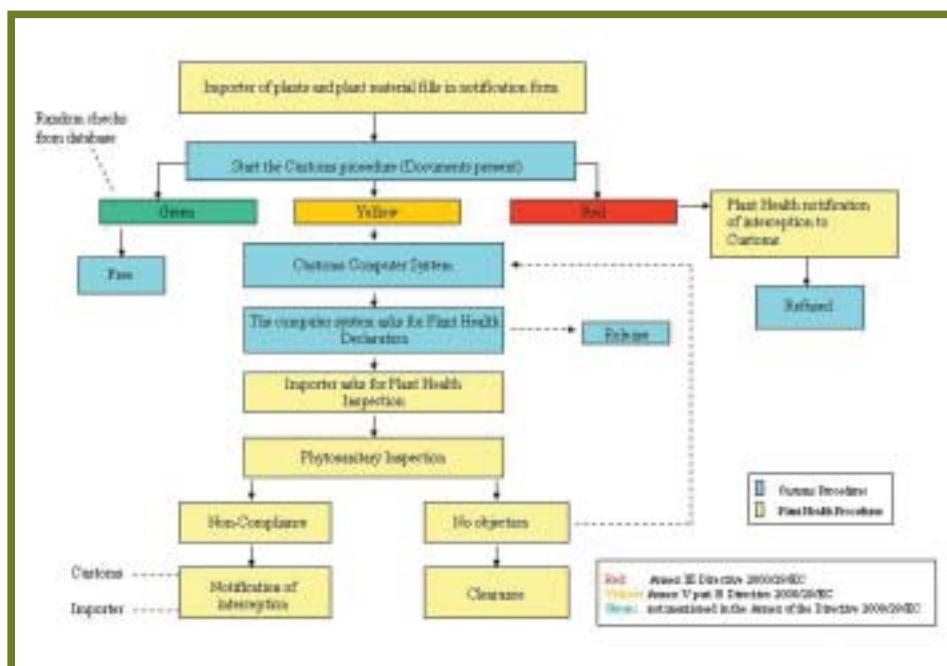 Importer of plants and plant material fills in notification form
Random checks
from database
Start the Customs procedure (Documents present)
Green
Yellow
Red
Plant Health notification
of interception to
Customs
Free
Customs Computer System
Refused
The computer system asks for Plant Health
Declaration
Release
Importer asks for Plant Health
Inspection
Phytosanitary Inspection
Customs Procedures
Plant Health Procedures
Non-Compliance
No objection
Customs
Importer
Notification of
interception
Clearance
Red: Annex III Directive 2000/29/EC
Yellow: Annex V part B Directive 2000/29/EC
Green: not mentioned in the Annex of the Directive 2000/29/EC